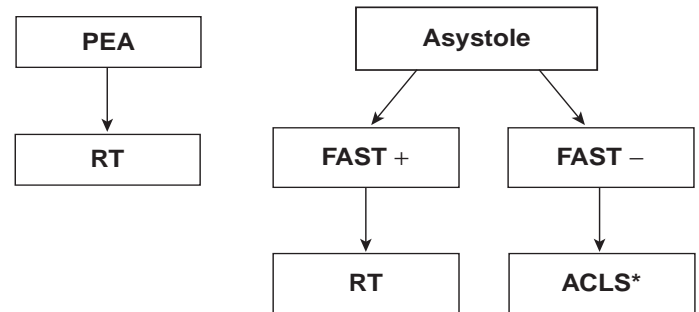 PEA
RT
Asystole
FAST +
FAST −
RT
ACLS*